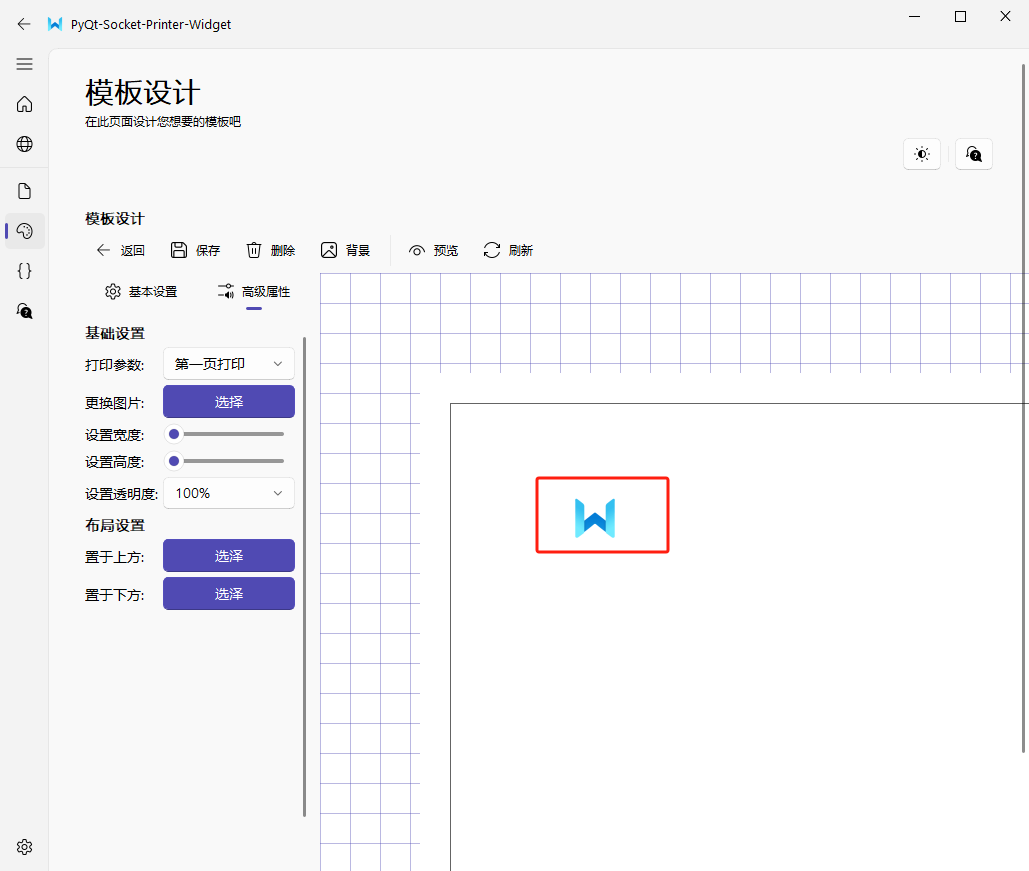 PyQt-Socket-Printer-Widget
模板设计
在此页面设计您想要的模板吧
模板设计
返回 保存 删除 背景 预览 刷新
基本设置 高级属性
基础设置
打印参数: 第一页打印
更换图片: 选择
设置宽度:
设置高度:
设置透明度: 100%
布局设置
置于上方: 选泽
置于下方: 选择